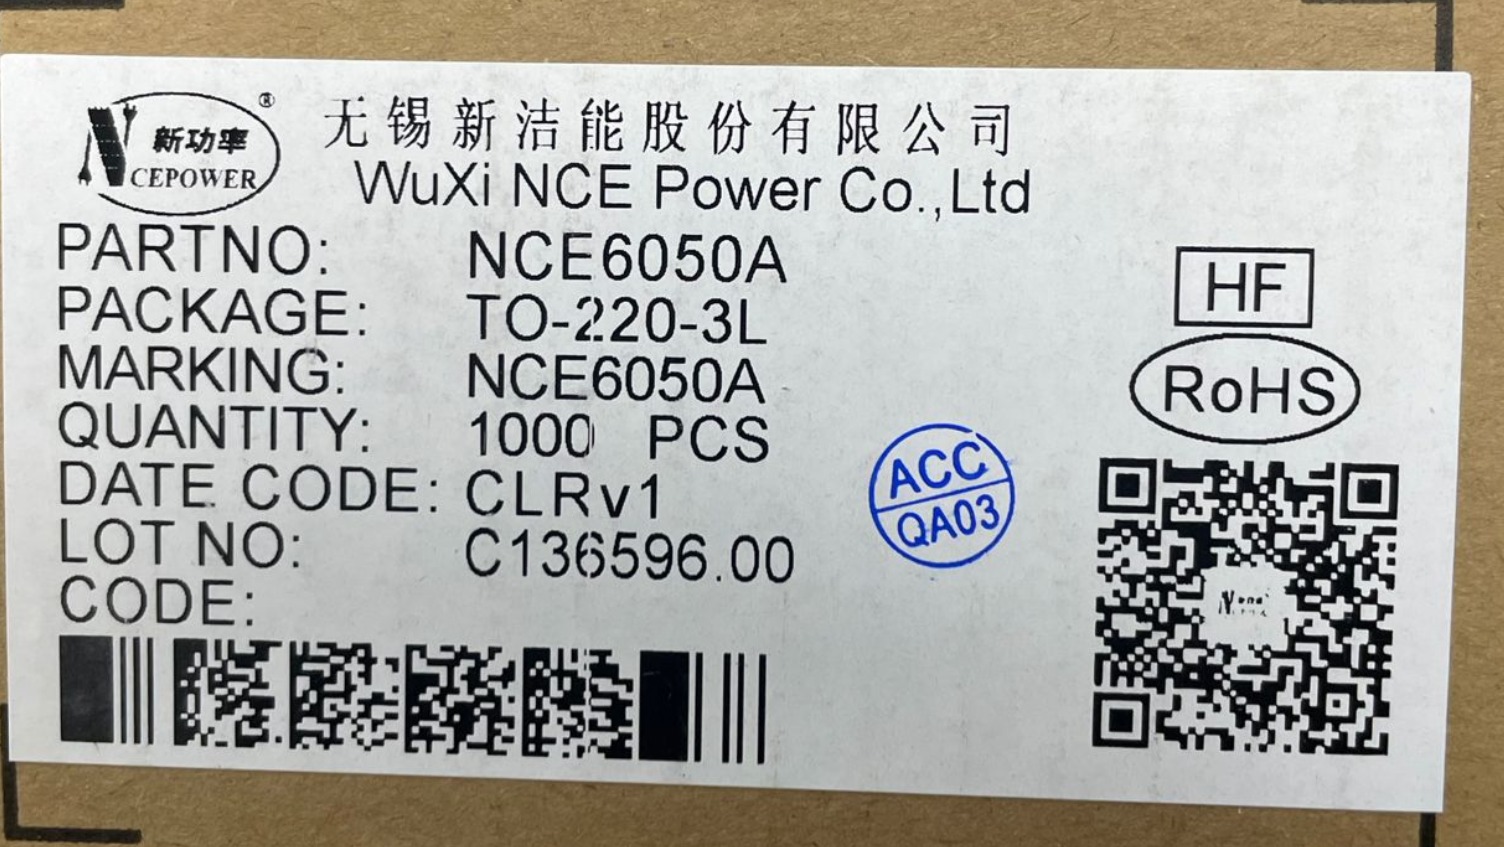 新功率
NCEPOWER
®
无锡新洁能股份有限公司
WuXi NCE Power Co.,Ltd
PARTNO: NCE6050A
PACKAGE: TO-220-3L
MARKING: NCE6050A
QUANTITY: 1000 PCS
DATE CODE: CLRv1
LOT NO: C136596.00
CODE:
HF
RoHS
ACC
QA03